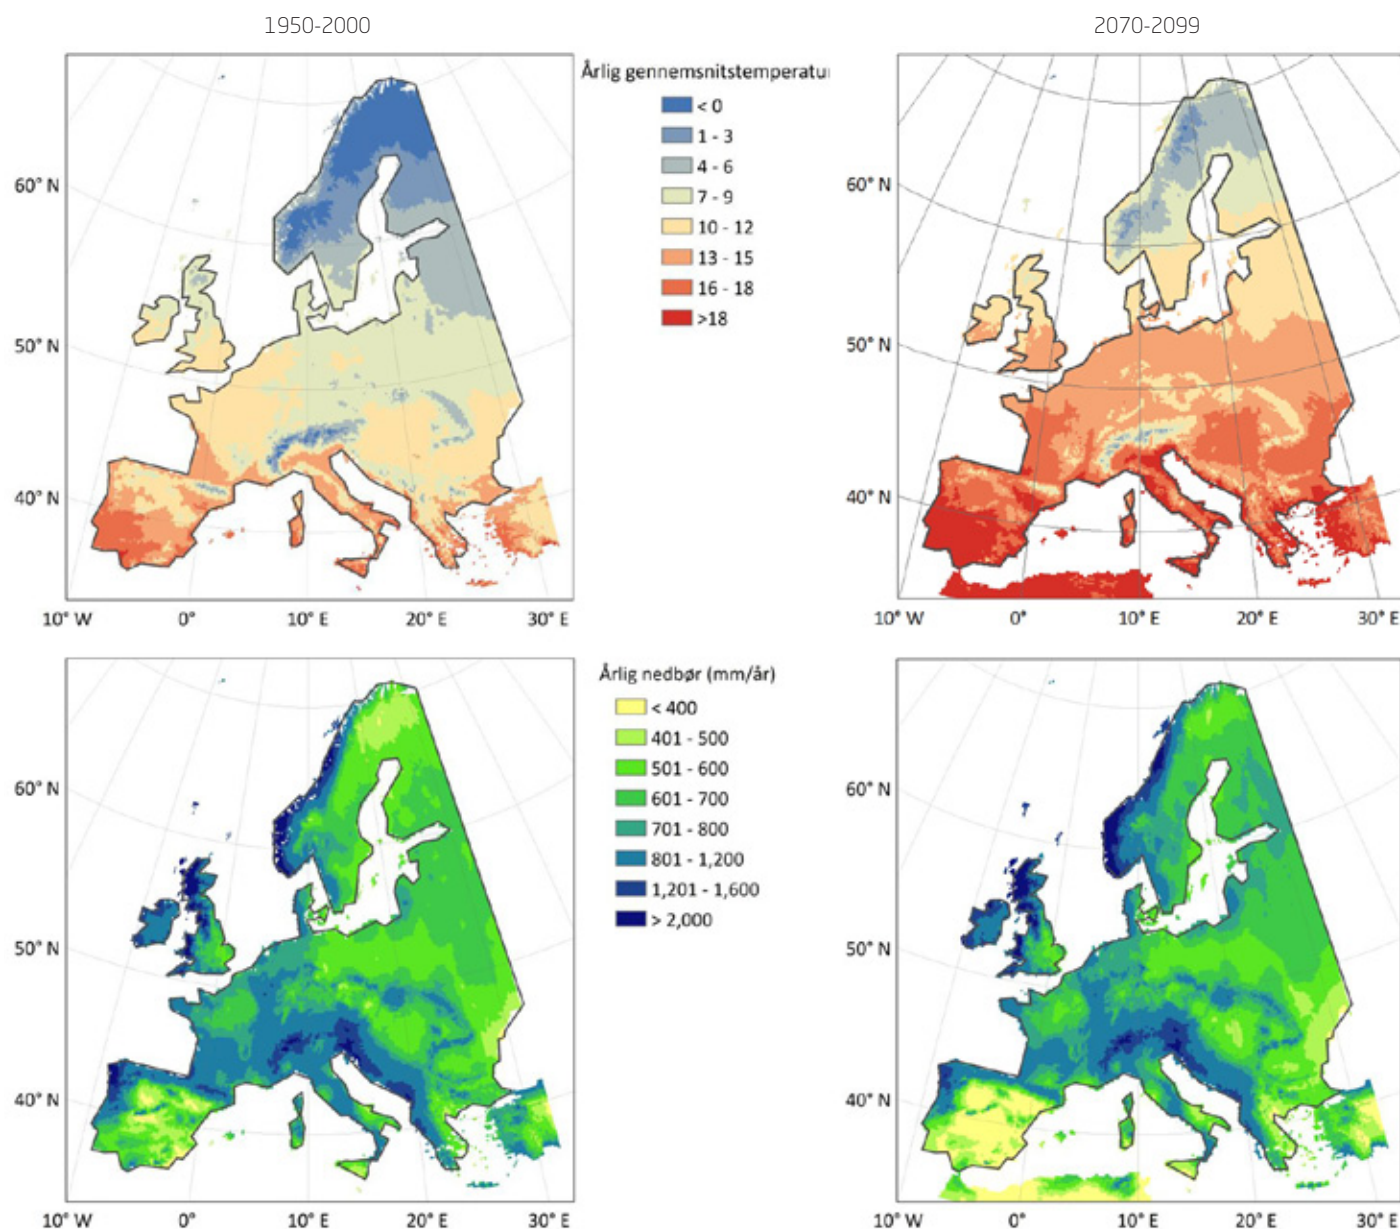 1950-2000
2070-2099
Årlig gennemsnitstemperatur
< 0
1 - 3
4 - 6
7 - 9
10 - 12
13 - 15
16 - 18
>18
60° N
50° N
40° N
10° W
0°
10° E
20° E
30° E
60° N
50° N
40° N
10° W
0°
10° E
20° E
30° E
Årlig nedbør (mm/år)
< 400
401 - 500
501 - 600
601 - 700
701 - 800
801 - 1,200
1,201 - 1,600
> 2,000
60° N
50° N
40° N
10° W
0°
10° E
20° E
30° E
60° N
50° N
40° N
10° W
0°
10° E
20° E
30° E